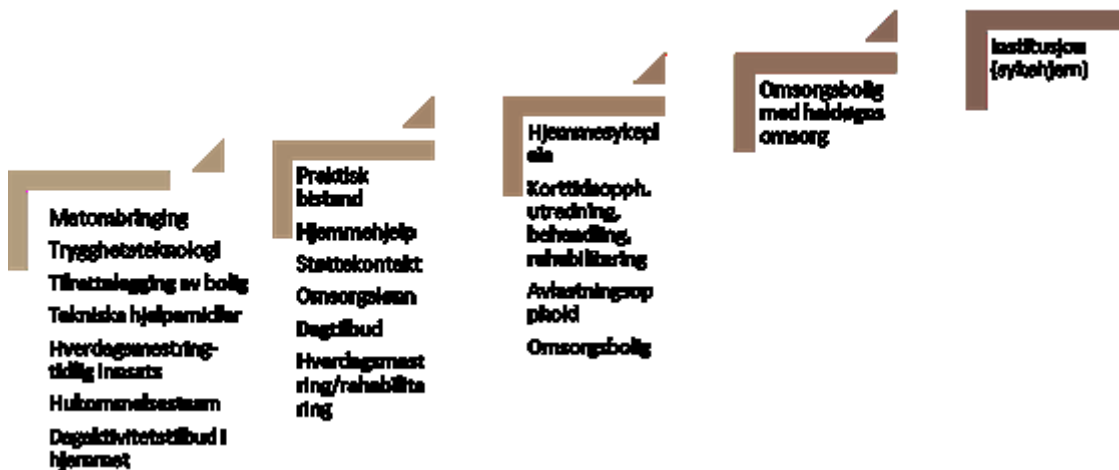 Matombringing
Trygghetsteknologi
Tilrettelegging av bolig
Tekniske hjelpemidler
Hverdagsmestring-
tidlig innsats
Hukommelsesteam
Dagaktivitetstilbud i
hjemmet
Praktisk
bistand
Hjemmehjelp
Støttekontakt
Omsorgslønn
Dagtilbud
Hverdagsmest
ring/rehabilite
ring
Hjemmesykepl
eie
Korttidsopph.
utredning,
behandling,
rehabilitering
Avlastningsop
phold
Omsorgsbolig
Omsorgsbolig
med heldøgns
omsorg
Institusjon
(sykehjem)